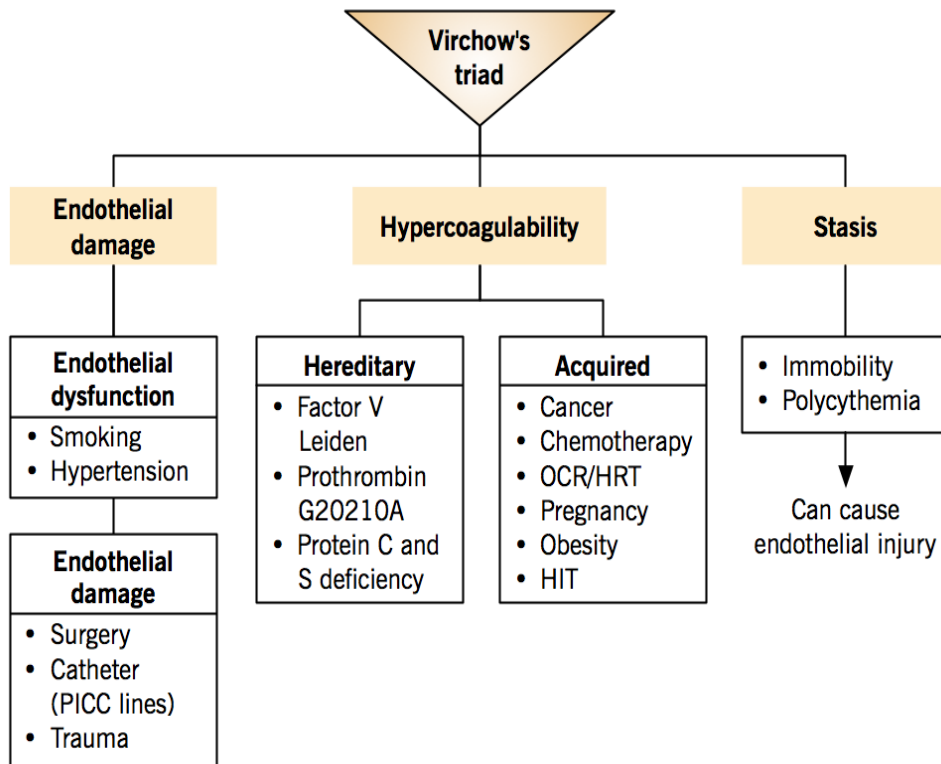 Virchow's
triad
Endothelial
damage
Hypercoagulability
Stasis
Endothelial
dysfunction
• Smoking
• Hypertension
Endothelial
damage
• Surgery
• Catheter
(PICC lines)
• Trauma
Hereditary
• Factor V
Leiden
• Prothrombin
G20210A
• Protein C and
S deficiency
Acquired
• Cancer
• Chemotherapy
• OCR/HRT
• Pregnancy
• Obesity
• HIT
• Immobility
• Polycythemia
Can cause
endothelial injury